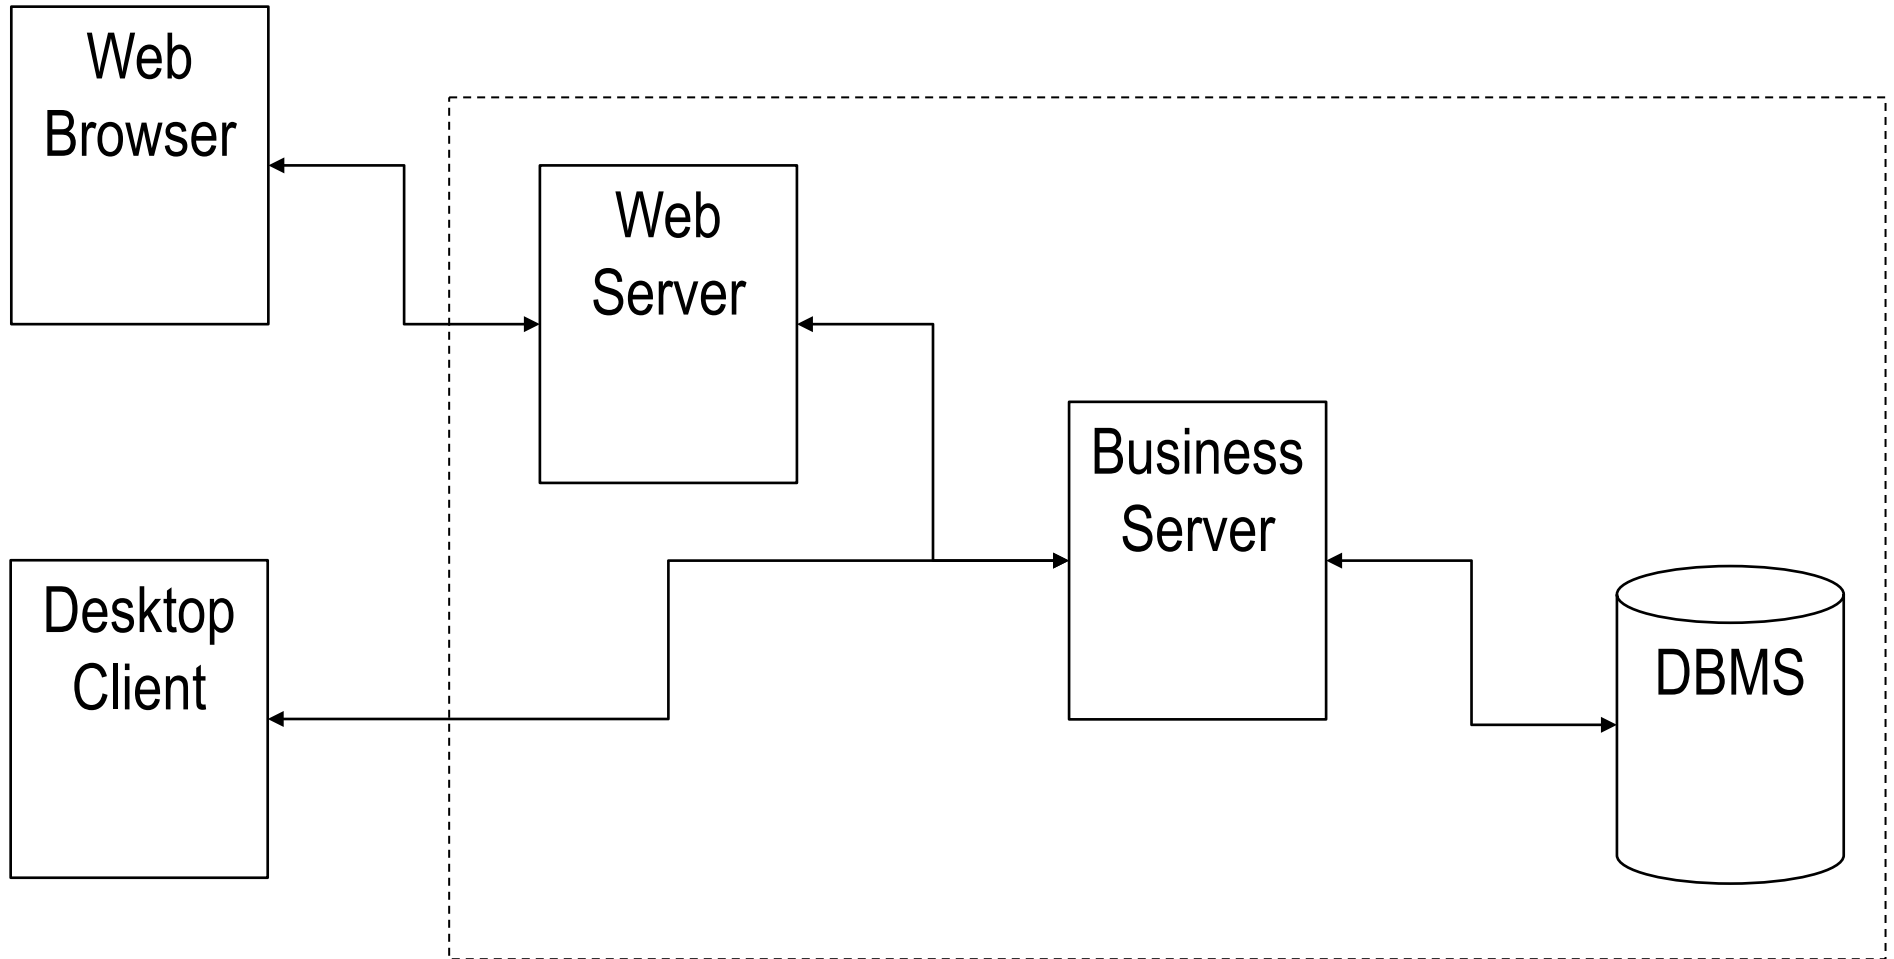 Web
Browser
Web
Server
Business
Server
Desktop
Client
DBMS